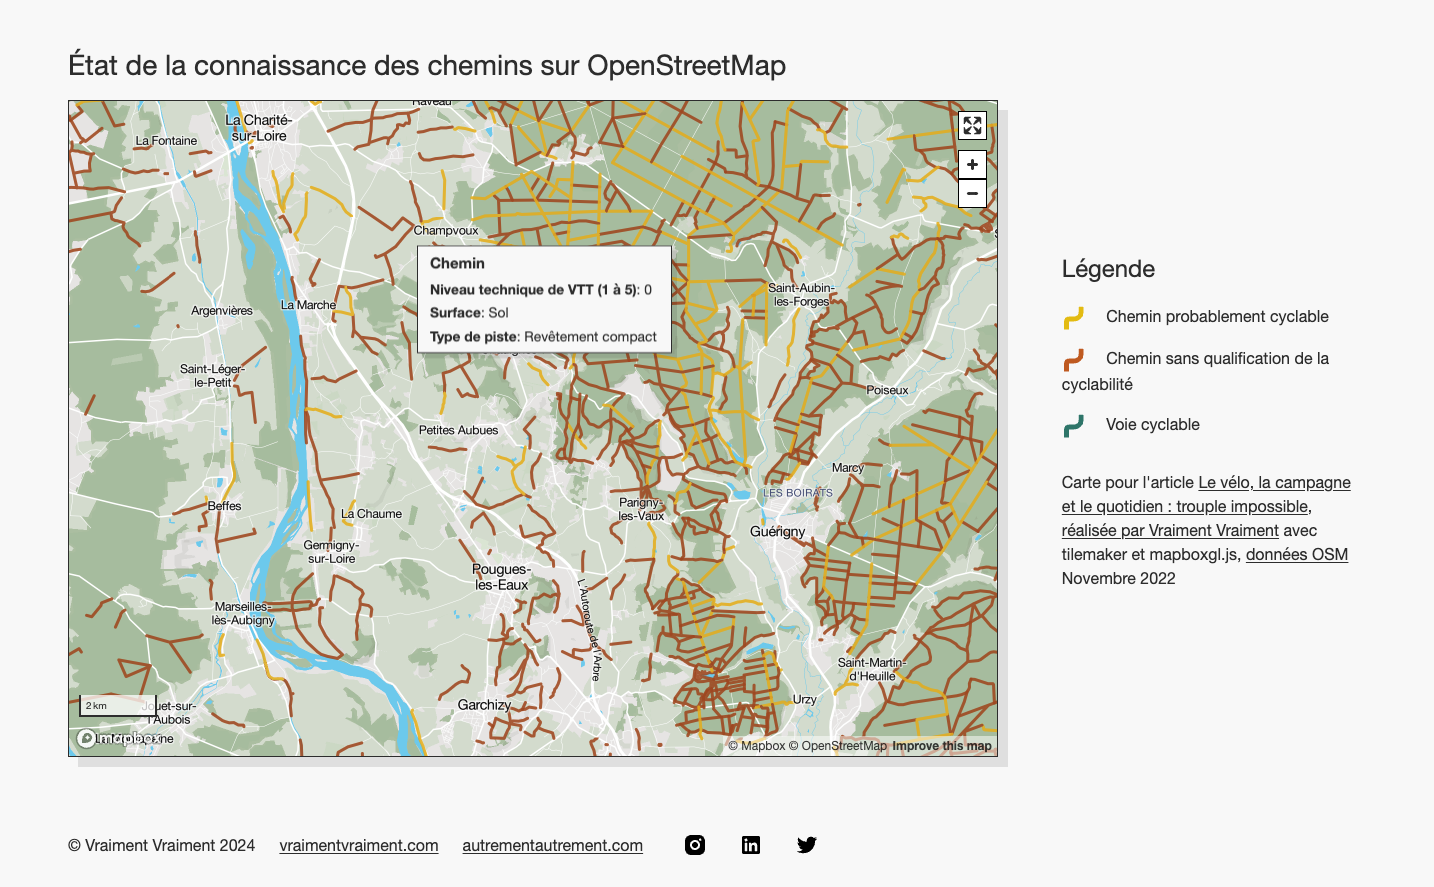 État de la connaissance des chemins sur OpenStreetMap
Raveau
La Charité-
sur-Loire
La Fontaine
Champvoux
Chemin
Niveau technique de VTT (1 à 5): 0
Surface: Sol
Type de piste: Revêtement compact
Saint-Aubin-
les-Forges
La Marche
Argenvières
Saint-Léger-
le-Petit
Poiseux
Petites Aubues
Marcy
LES BOIRATS
Parigny-
les-Vaux
Beffes
La Chaume
Guérigny
Germigny-
sur-Loire
Pougues-
les-Eaux
L'Autoroute de l'Arbre
Marseilles-
lès-Aubigny
Saint-Martin-
d'Heuille
Urzy
Garchizy
2 km
Jouet-sur-
l'Aubois
mapbox
© Mapbox © OpenStreetMap Improve this map
Légende
Chemin probablement cyclable
Chemin sans qualification de la
cyclabilité
Voie cyclable
Carte pour l'article Le vélo, la campagne
et le quotidien : trouple impossible,
réalisée par Vraiment Vraiment avec
tilemaker et mapboxgl.js, données OSM
Novembre 2022
© Vraiment Vraiment 2024 vraimentvraiment.com autrementautrement.com